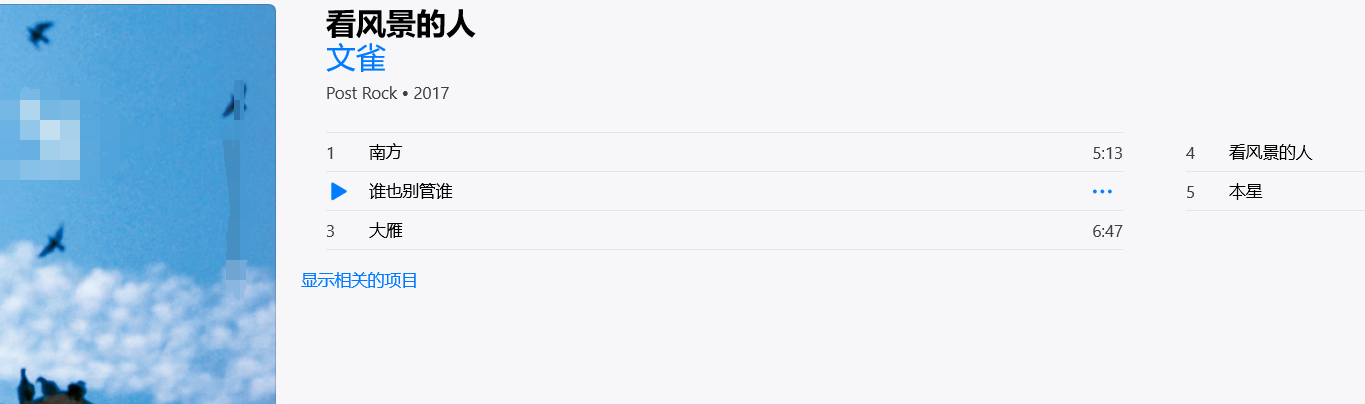 看风景的人
文雀
Post Rock • 2017
1 南方 5:13
谁也别管谁
3 大雁 6:47
4 看风景的人
5 本星
显示相关的项目